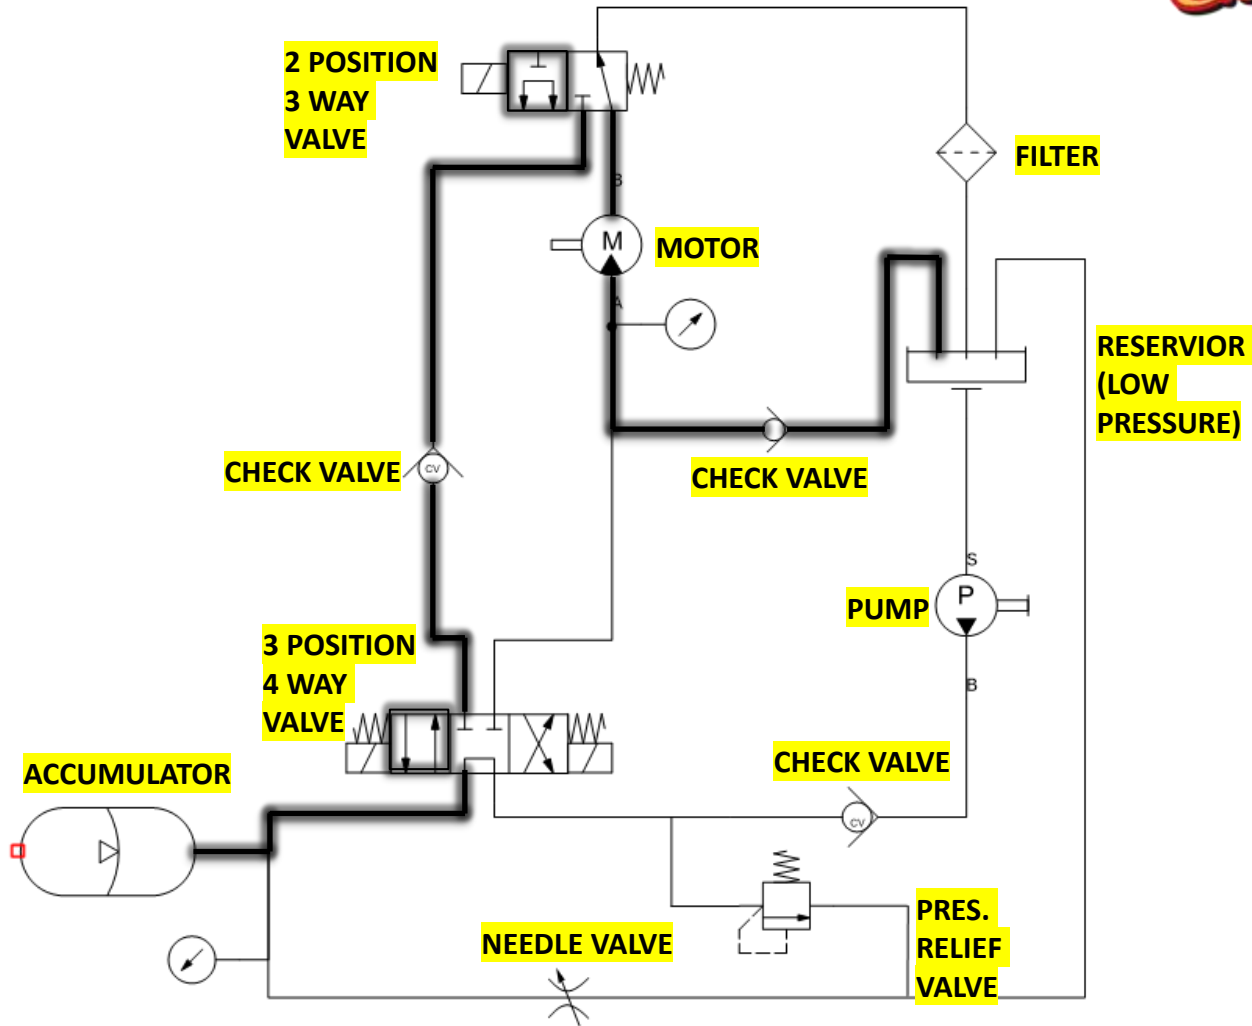 2 POSITION
3 WAY
VALVE
FILTER
B
M
MOTOR
A
RESERVIOR
(LOW
PRESSURE)
CHECK VALVE
CV
CHECK VALVE
S
P
PUMP
B
3 POSITION
4 WAY
VALVE
ACCUMULATOR
CHECK VALVE
CV
PRES.
RELIEF
VALVE
NEEDLE VALVE